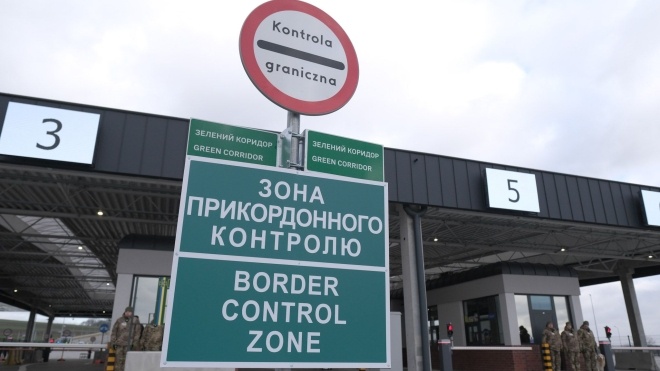 Kontrola
graniczna
3
ЗЕЛЕНИЙ КОРИДОР
GREEN CORRIDOR
ЗЕЛЕНИЙ КОРИДОР
GREEN CORRIDOR
5
ЗОНА
ПРИКОРДОННОГО
КОНТРОЛЮ
BORDER
CONTROL
ZONE